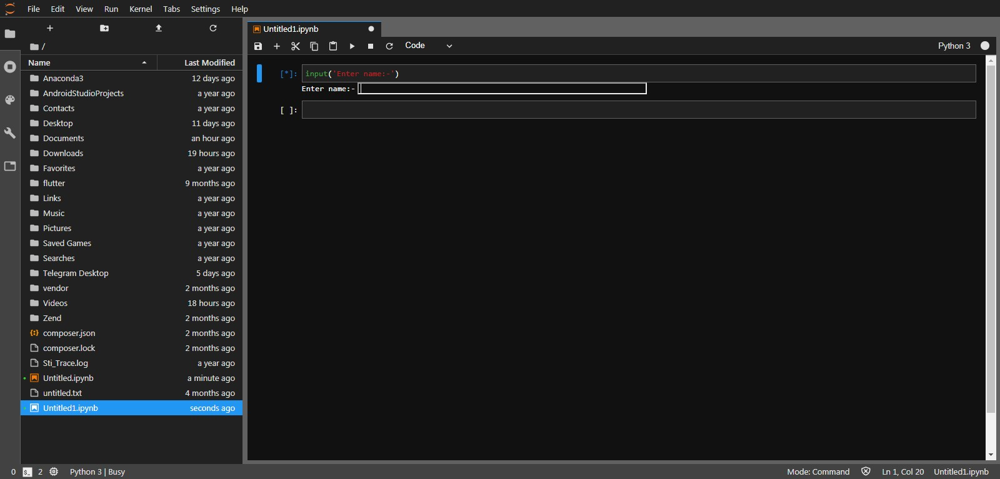 File Edit View Run Kernel Tabs Settings Help
/
Name Last Modified
Anaconda3 12 days ago
AndroidStudioProjects a year ago
Contacts a year ago
Desktop 11 days ago
Documents an hour ago
Downloads 19 hours ago
Favorites a year ago
flutter 9 months ago
Links a year ago
Music a year ago
Pictures a year ago
Saved Games a year ago
Searches a year ago
Telegram Desktop 5 days ago
vendor 2 months ago
Videos 18 hours ago
Zend 2 months ago
{:} composer.json 2 months ago
composer.lock 2 months ago
Sti_Trace.log a year ago
Untitled.ipynb a minute ago
untitled.txt 4 months ago
Untitled1.ipynb seconds ago
Untitled1.ipynb
Code Python 3
[*]: input('Enter name:-')
Enter name:-
[ ]:
0 $_ 2 Python 3 | Busy Mode: Command Ln 1, Col 20 Untitled1.ipynb